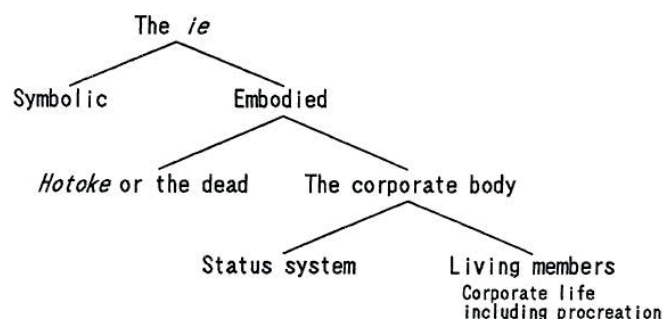 The ie
Symbolic
Embodied
Hotoke or the dead
The corporate body
Status system
Living members
Corporate life
including procreation